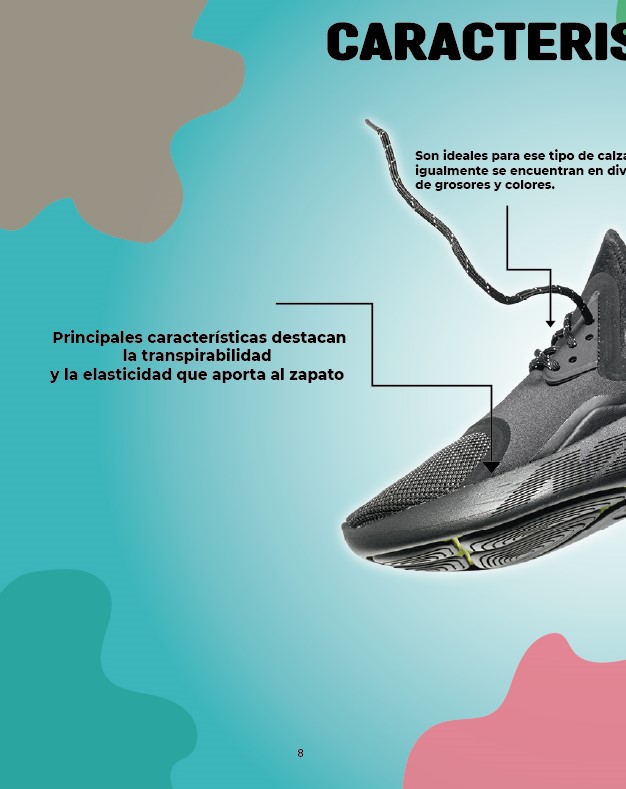 CARACTERIS
Son ideales para ese tipo de calza
igualmente se encuentran en div
de grosores y colores.
Principales características destacan
la transpirabilidad
y la elasticidad que aporta al zapato
8